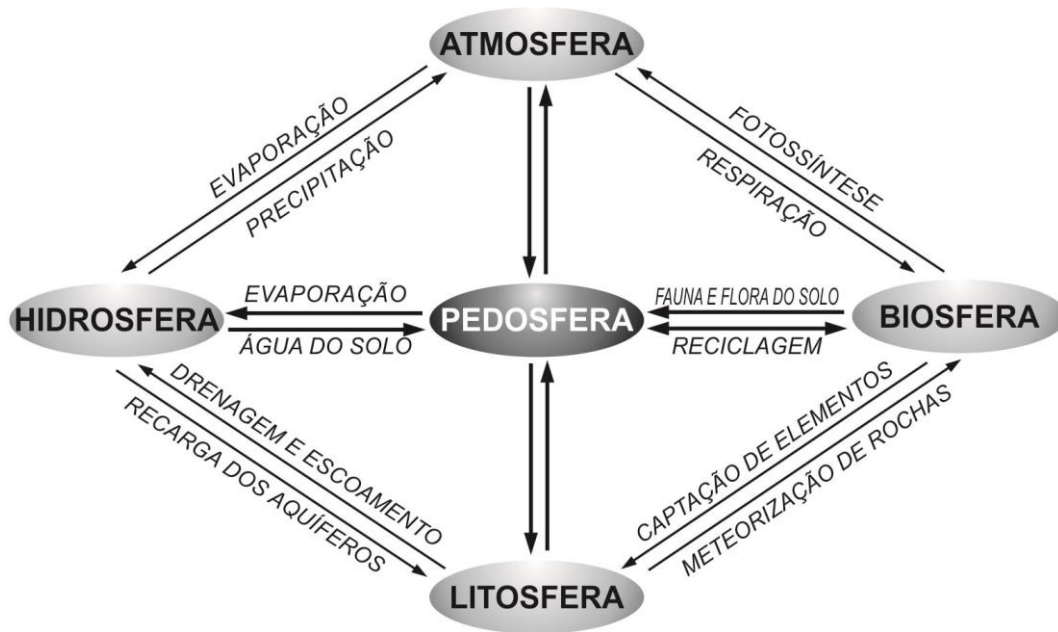 ATMOSFERA
EVAPORAÇÃO
PRECIPITAÇÃO
FOTOSSÍNTESE
RESPIRAÇÃO
HIDROSFERA
EVAPORAÇÃO
ÁGUA DO SOLO
PEDOSFERA
FAUNA E FLORA DO SOLO
RECICLAGEM
BIOSFERA
DRENAGEM E ESCOAMENTO
RECARGA DOS AQUÍFEROS
CAPTAÇÃO DE ELEMENTOS
METEORIZAÇÃO DE ROCHAS
LITOSFERA